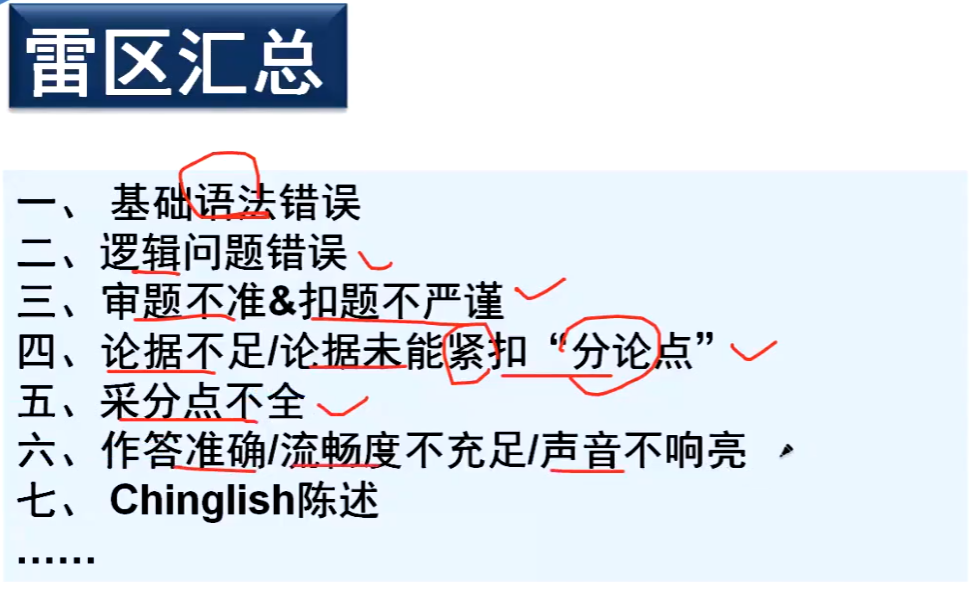 雷区汇总
一、 基础语法错误
二、逻辑问题错误
三、审题不准&扣题不严谨
四、论据不足/论据未能紧扣“分论点”
五、采分点不全
六、作答准确/流畅度不充足/声音不响亮
七、 Chinglish陈述
……